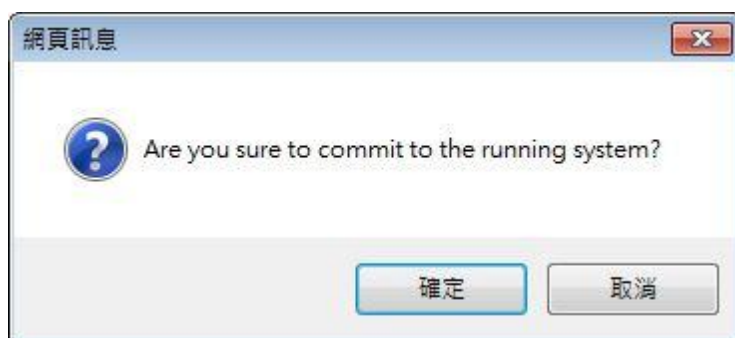 網頁訊息
Are you sure to commit to the running system?
確定
取消